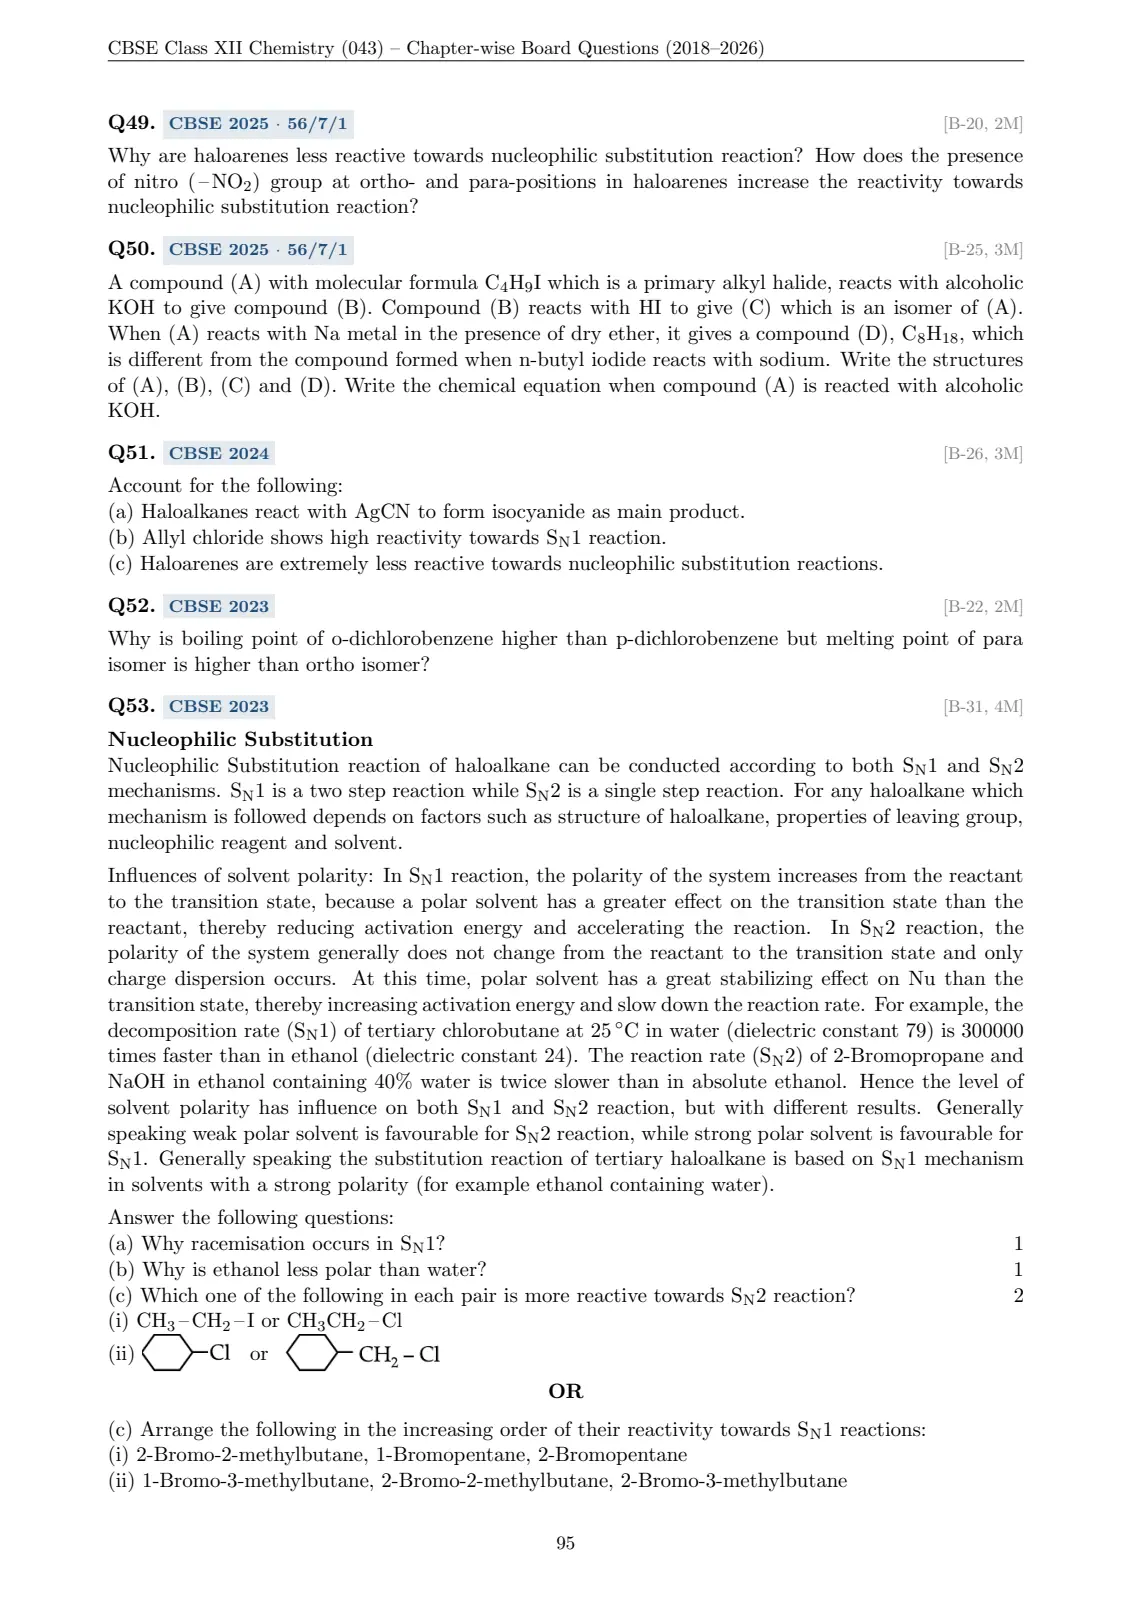 CBSE Class XII Chemistry (043) – Chapter-wise Board Questions (2018–2026)
Q49. CBSE 2025 · 56/7/1 [B-20, 2M]
Why are haloarenes less reactive towards nucleophilic substitution reaction? How does the presence
of nitro (–NO₂) group at ortho- and para-positions in haloarenes increase the reactivity towards
nucleophilic substitution reaction?
Q50. CBSE 2025 · 56/7/1 [B-25, 3M]
A compound (A) with molecular formula C₄H₉I which is a primary alkyl halide, reacts with alcoholic
KOH to give compound (B). Compound (B) reacts with HI to give (C) which is an isomer of (A).
When (A) reacts with Na metal in the presence of dry ether, it gives a compound (D), C₈H₁₈, which
is different from the compound formed when n-butyl iodide reacts with sodium. Write the structures
of (A), (B), (C) and (D). Write the chemical equation when compound (A) is reacted with alcoholic
KOH.
Q51. CBSE 2024 [B-26, 3M]
Account for the following:
(a) Haloalkanes react with AgCN to form isocyanide as main product.
(b) Allyl chloride shows high reactivity towards S_N1 reaction.
(c) Haloarenes are extremely less reactive towards nucleophilic substitution reactions.
Q52. CBSE 2023 [B-22, 2M]
Why is boiling point of o-dichlorobenzene higher than p-dichlorobenzene but melting point of para
isomer is higher than ortho isomer?
Q53. CBSE 2023 [B-31, 4M]
Nucleophilic Substitution
Nucleophilic Substitution reaction of haloalkane can be conducted according to both S_N1 and S_N2
mechanisms. S_N1 is a two step reaction while S_N2 is a single step reaction. For any haloalkane which
mechanism is followed depends on factors such as structure of haloalkane, properties of leaving group,
nucleophilic reagent and solvent.
Influences of solvent polarity: In S_N1 reaction, the polarity of the system increases from the reactant
to the transition state, because a polar solvent has a greater effect on the transition state than the
reactant, thereby reducing activation energy and accelerating the reaction. In S_N2 reaction, the
polarity of the system generally does not change from the reactant to the transition state and only
charge dispersion occurs. At this time, polar solvent has a great stabilizing effect on Nu than the
transition state, thereby increasing activation energy and slow down the reaction rate. For example, the
decomposition rate (S_N1) of tertiary chlorobutane at 25 °C in water (dielectric constant 79) is 300000
times faster than in ethanol (dielectric constant 24). The reaction rate (S_N2) of 2-Bromopropane and
NaOH in ethanol containing 40% water is twice slower than in absolute ethanol. Hence the level of
solvent polarity has influence on both S_N1 and S_N2 reaction, but with different results. Generally
speaking weak polar solvent is favourable for S_N2 reaction, while strong polar solvent is favourable for
S_N1. Generally speaking the substitution reaction of tertiary haloalkane is based on S_N1 mechanism
in solvents with a strong polarity (for example ethanol containing water).
Answer the following questions:
(a) Why racemisation occurs in S_N1? 1
(b) Why is ethanol less polar than water? 1
(c) Which one of the following in each pair is more reactive towards S_N2 reaction? 2
(i) CH₃–CH₂–I or CH₃CH₂–Cl
(ii) Cl or CH₂ – Cl
OR
(c) Arrange the following in the increasing order of their reactivity towards S_N1 reactions:
(i) 2-Bromo-2-methylbutane, 1-Bromopentane, 2-Bromopentane
(ii) 1-Bromo-3-methylbutane, 2-Bromo-2-methylbutane, 2-Bromo-3-methylbutane
95